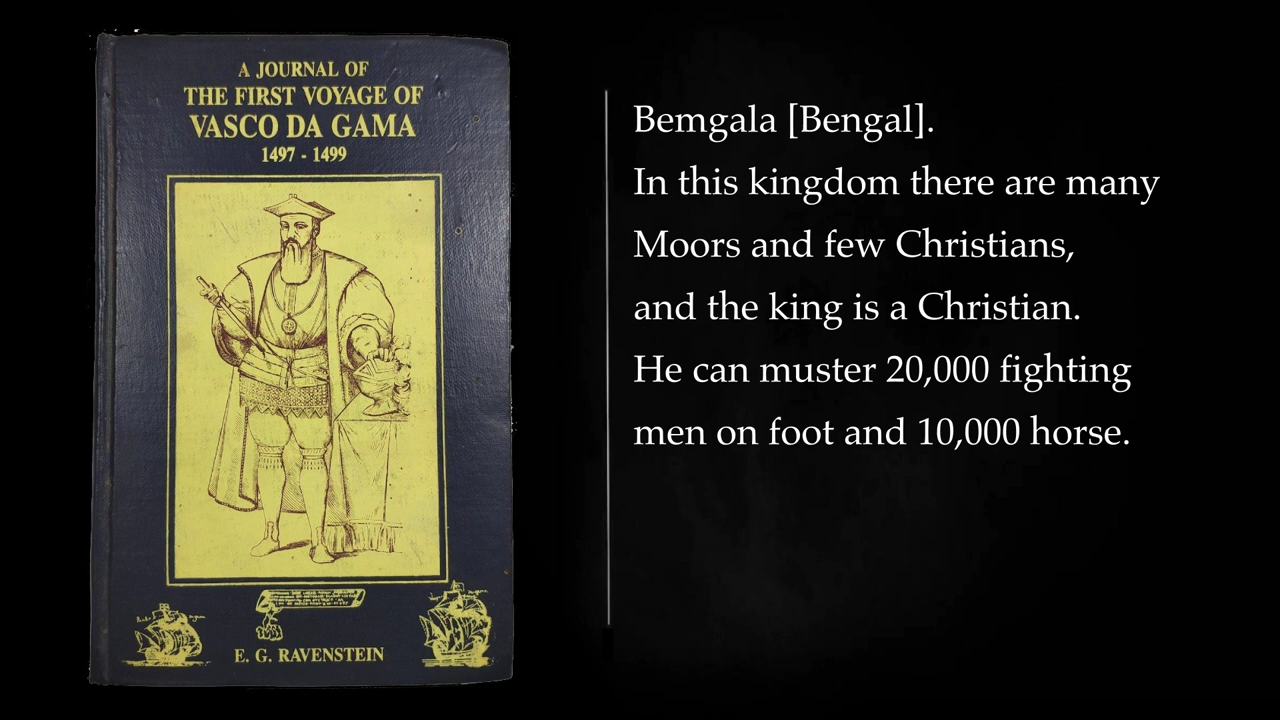 A JOURNAL OF
THE FIRST VOYAGE OF
VASCO DA GAMA
1497 - 1499
E. G. RAVENSTEIN
Bemgala [Bengal].
In this kingdom there are many
Moors and few Christians,
and the king is a Christian.
He can muster 20,000 fighting
men on foot and 10,000 horse.